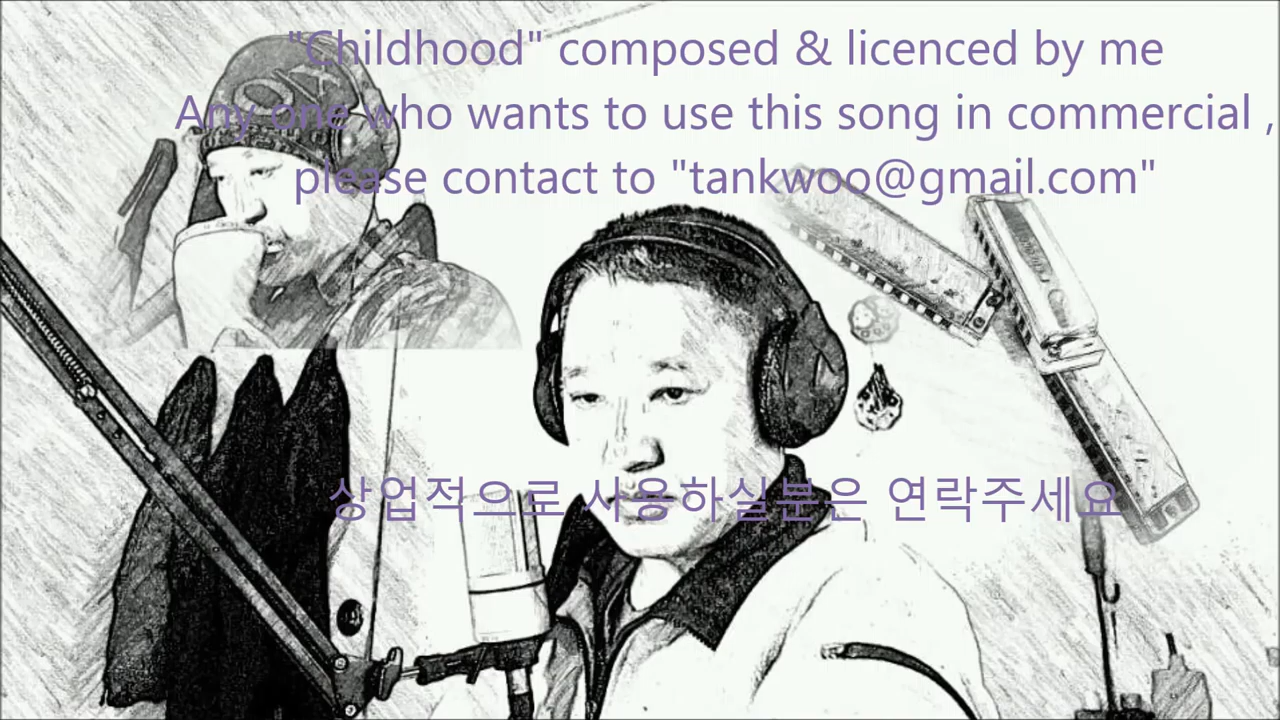 "Childhood" composed & licenced by me
Any one who wants to use this song in commercial ,
please contact to "tankwoo@gmail.com"
상업적으로 사용하실분은 연락주세요